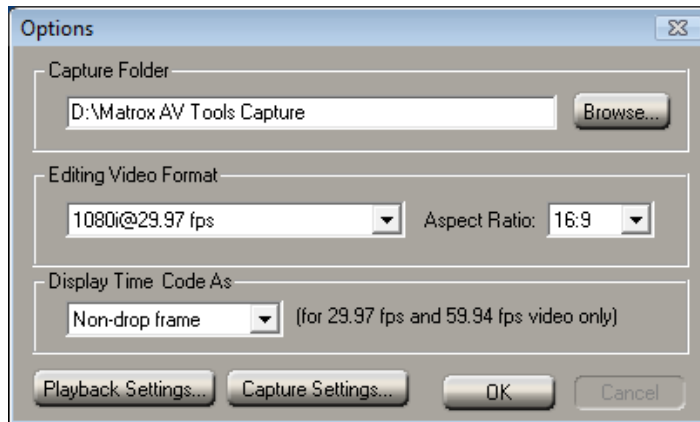 Options
Capture Folder
D:\Matrox AV Tools Capture
Browse...
Editing Video Format
1080i@29.97 fps
Aspect Ratio:
16:9
Display Time Code As
Non-drop frame
(for 29.97 fps and 59.94 fps video only)
Playback Settings...
Capture Settings...
OK
Cancel